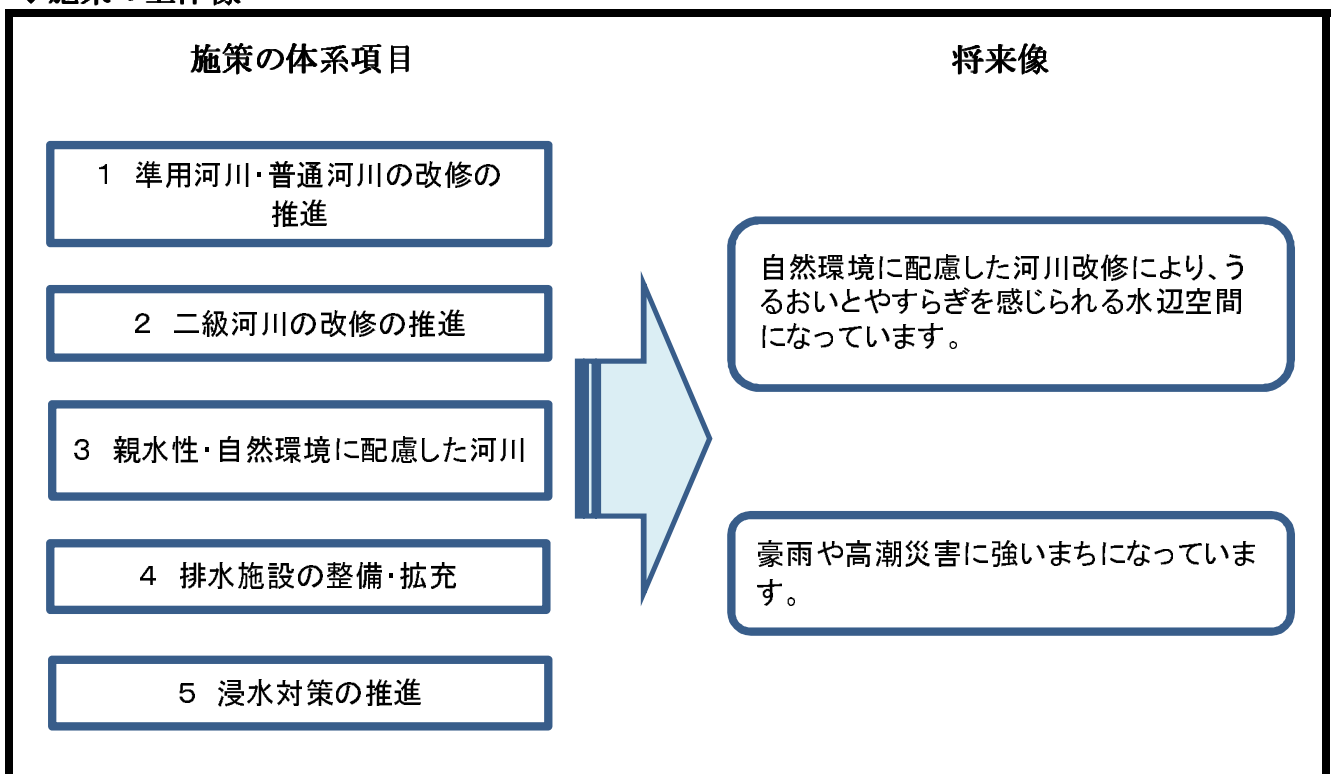 施策の体系項目
将来像
1 準用河川・普通河川の改修の
推進
2 二級河川の改修の推進
3 親水性・自然環境に配慮した河川
4 排水施設の整備・拡充
5 浸水対策の推進
自然環境に配慮した河川改修により、う
るおいとやすらぎを感じられる水辺空間
になっています。
豪雨や高潮災害に強いまちになっていま
す。